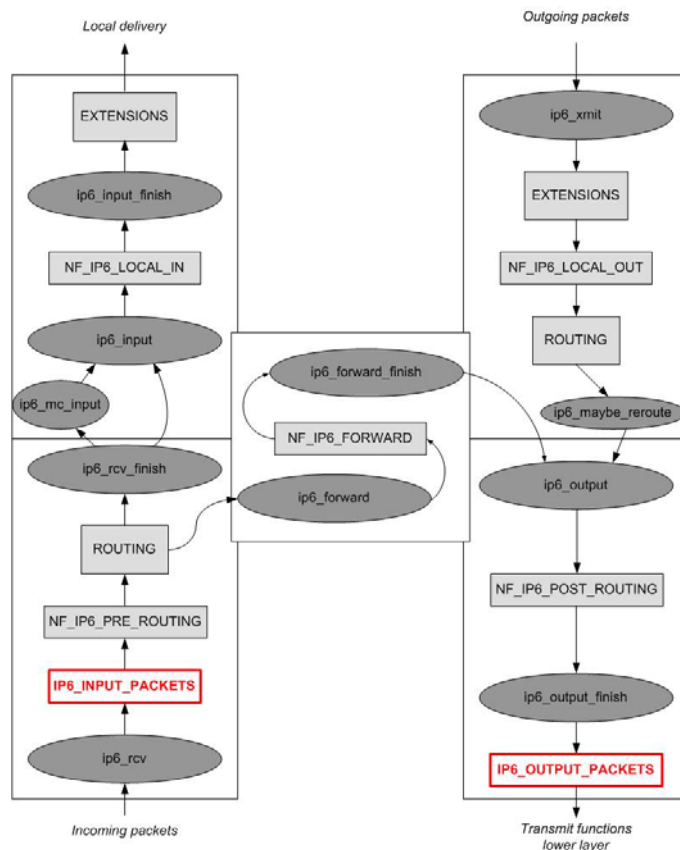 Local delivery
EXTENSIONS
ip6_input_finish
NF_IP6_LOCAL_IN
ip6_input
ip6_mc_input
ip6_rcv_finish
ROUTING
NF_IP6_PRE_ROUTING
IP6_INPUT_PACKETS
ip6_rcv
Incoming packets
ip6_forward_finish
NF_IP6_FORWARD
ip6_forward
Outgoing packets
ip6_xmit
EXTENSIONS
NF_IP6_LOCAL_OUT
ROUTING
ip6_maybe_reroute
ip6_output
NF_IP6_POST_ROUTING
ip6_output_finish
IP6_OUTPUT_PACKETS
Transmit functions
lower layer